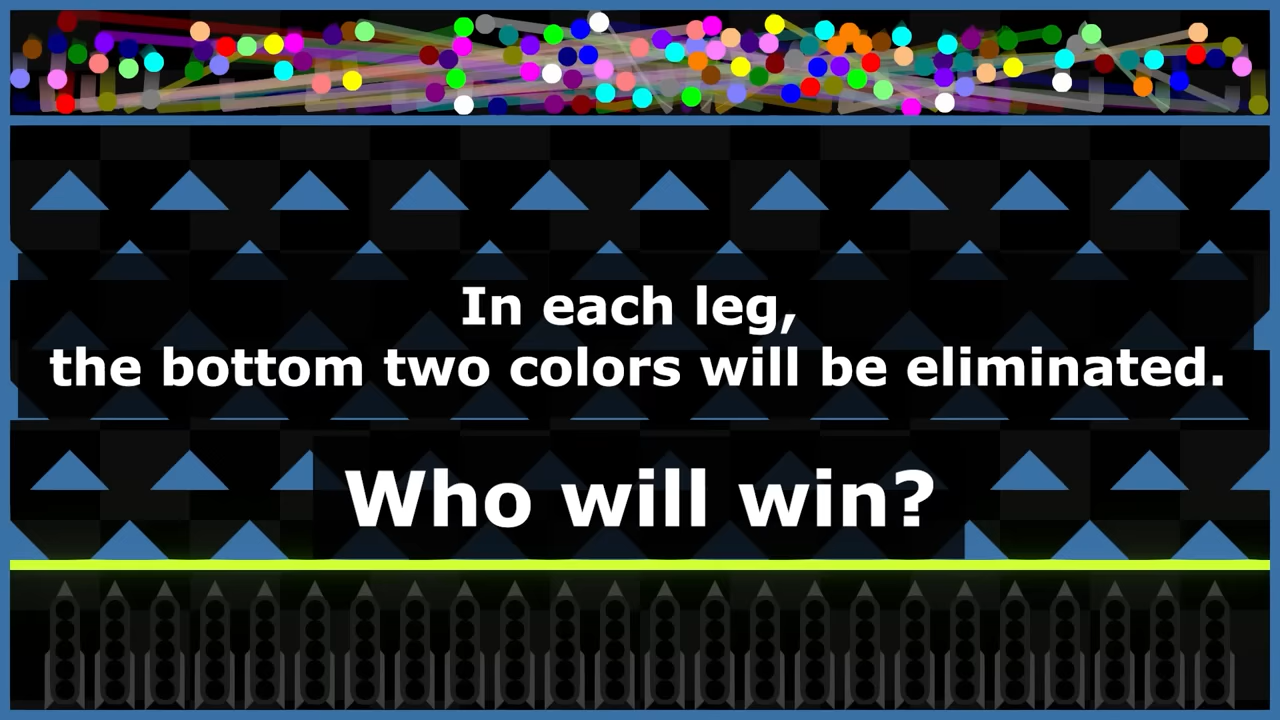 In each leg,
the bottom two colors will be eliminated.
Who will win?